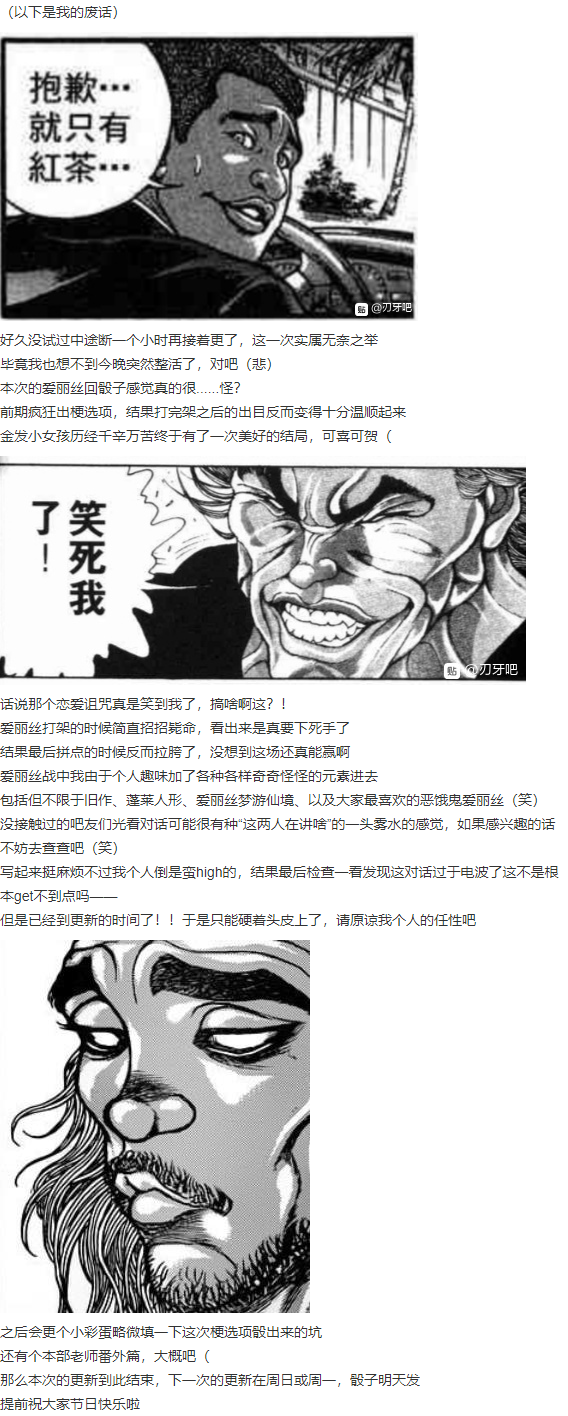 （以下是我的废话）
抱歉…
就只有
紅茶…
贴 @刃牙吧
好久没试过中途断一个小时再接着更了，这一次实属无奈之举
毕竟我也想不到今晚突然整活了，对吧（悲）
本次的爱丽丝回骰子感觉真的很......怪？
前期疯狂出梗选项，结果打完架之后的出目反而变得十分温顺起来
金发小女孩历经千辛万苦终于有了一次美好的结局，可喜可贺（
笑死我
了！
贴 @刃牙吧
话说那个恋爱诅咒真是笑到我了，搞啥啊这？！
爱丽丝打架的时候简直招招毙命，看出来是真要下死手了
结果最后拼点的时候反而拉胯了，没想到这场还真能赢啊
爱丽丝战中我由于个人趣味加了各种各样奇奇怪怪的元素进去
包括但不限于旧作、蓬莱人形、爱丽丝梦游仙境、以及大家最喜欢的恶饿鬼爱丽丝（笑）
没接触过的吧友们光看对话可能很有种“这两人在讲啥”的一头雾水的感觉，如果感兴趣的话
不妨去查查吧（笑）
写起来挺麻烦不过我个人倒是蛮high的，结果最后检查一看发现这对话过于电波了这不是根
本get不到点吗——
但是已经到更新的时间了！！于是只能硬着头皮上了，请原谅我个人的任性吧
之后会更个小彩蛋略微填一下这次梗选项骰出来的坑
还有个本部老师番外篇，大概吧（
那么本次的更新到此结束，下一次的更新在周日或周一，骰子明天发
提前祝大家节日快乐啦